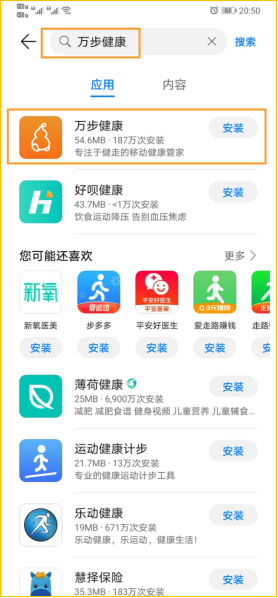 20:50
万步健康
搜索
应用
内容
万步健康
54.6MB · 187万次安装
专注于健走的移动健康管家
安装
好呗健康
43.7MB · <1万次安装
饮食运动降压 告别血压焦虑
安装
您可能还喜欢
更多
新氧
爱运动
平安好医生
平安医家
0.3元赚钱
新氧医美
步多多
平安好医生
爱走路赚钱
走路
安装
安装
安装
安装
薄荷健康
25MB · 6,900万次安装
减肥 减肥食谱 健身视频 儿童营养 儿童辅食...
安装
运动健康计步
21.7MB · 13万次安装
专业的健康运动计步工具
安装
乐动健康
19MB · 671万次安装
乐动健康，乐运动，健康生活！
安装
慧择保险
35.3MB · 183万次安装
安装